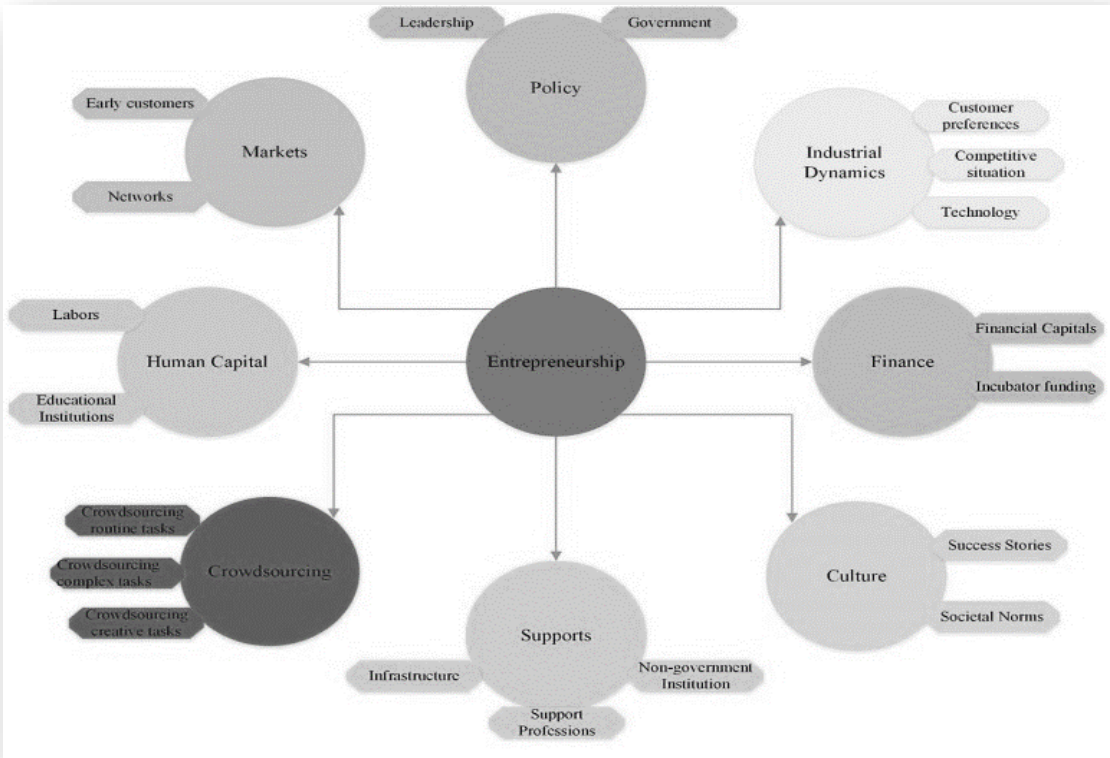 Leadership
Government
Policy
Early customers
Markets
Networks
Customer
preferences
Industrial
Dynamics
Competitive
situation
Technology
Labors
Human Capital
Educational
Institutions
Entrepreneurship
Finance
Financial Capitals
Incubator funding
Crowdsourcing
routine tasks
Crowdsourcing
complex tasks
Crowdsourcing
creative tasks
Crowdsourcing
Supports
Infrastructure
Non-government
Institution
Support
Professions
Culture
Success Stories
Societal Norms